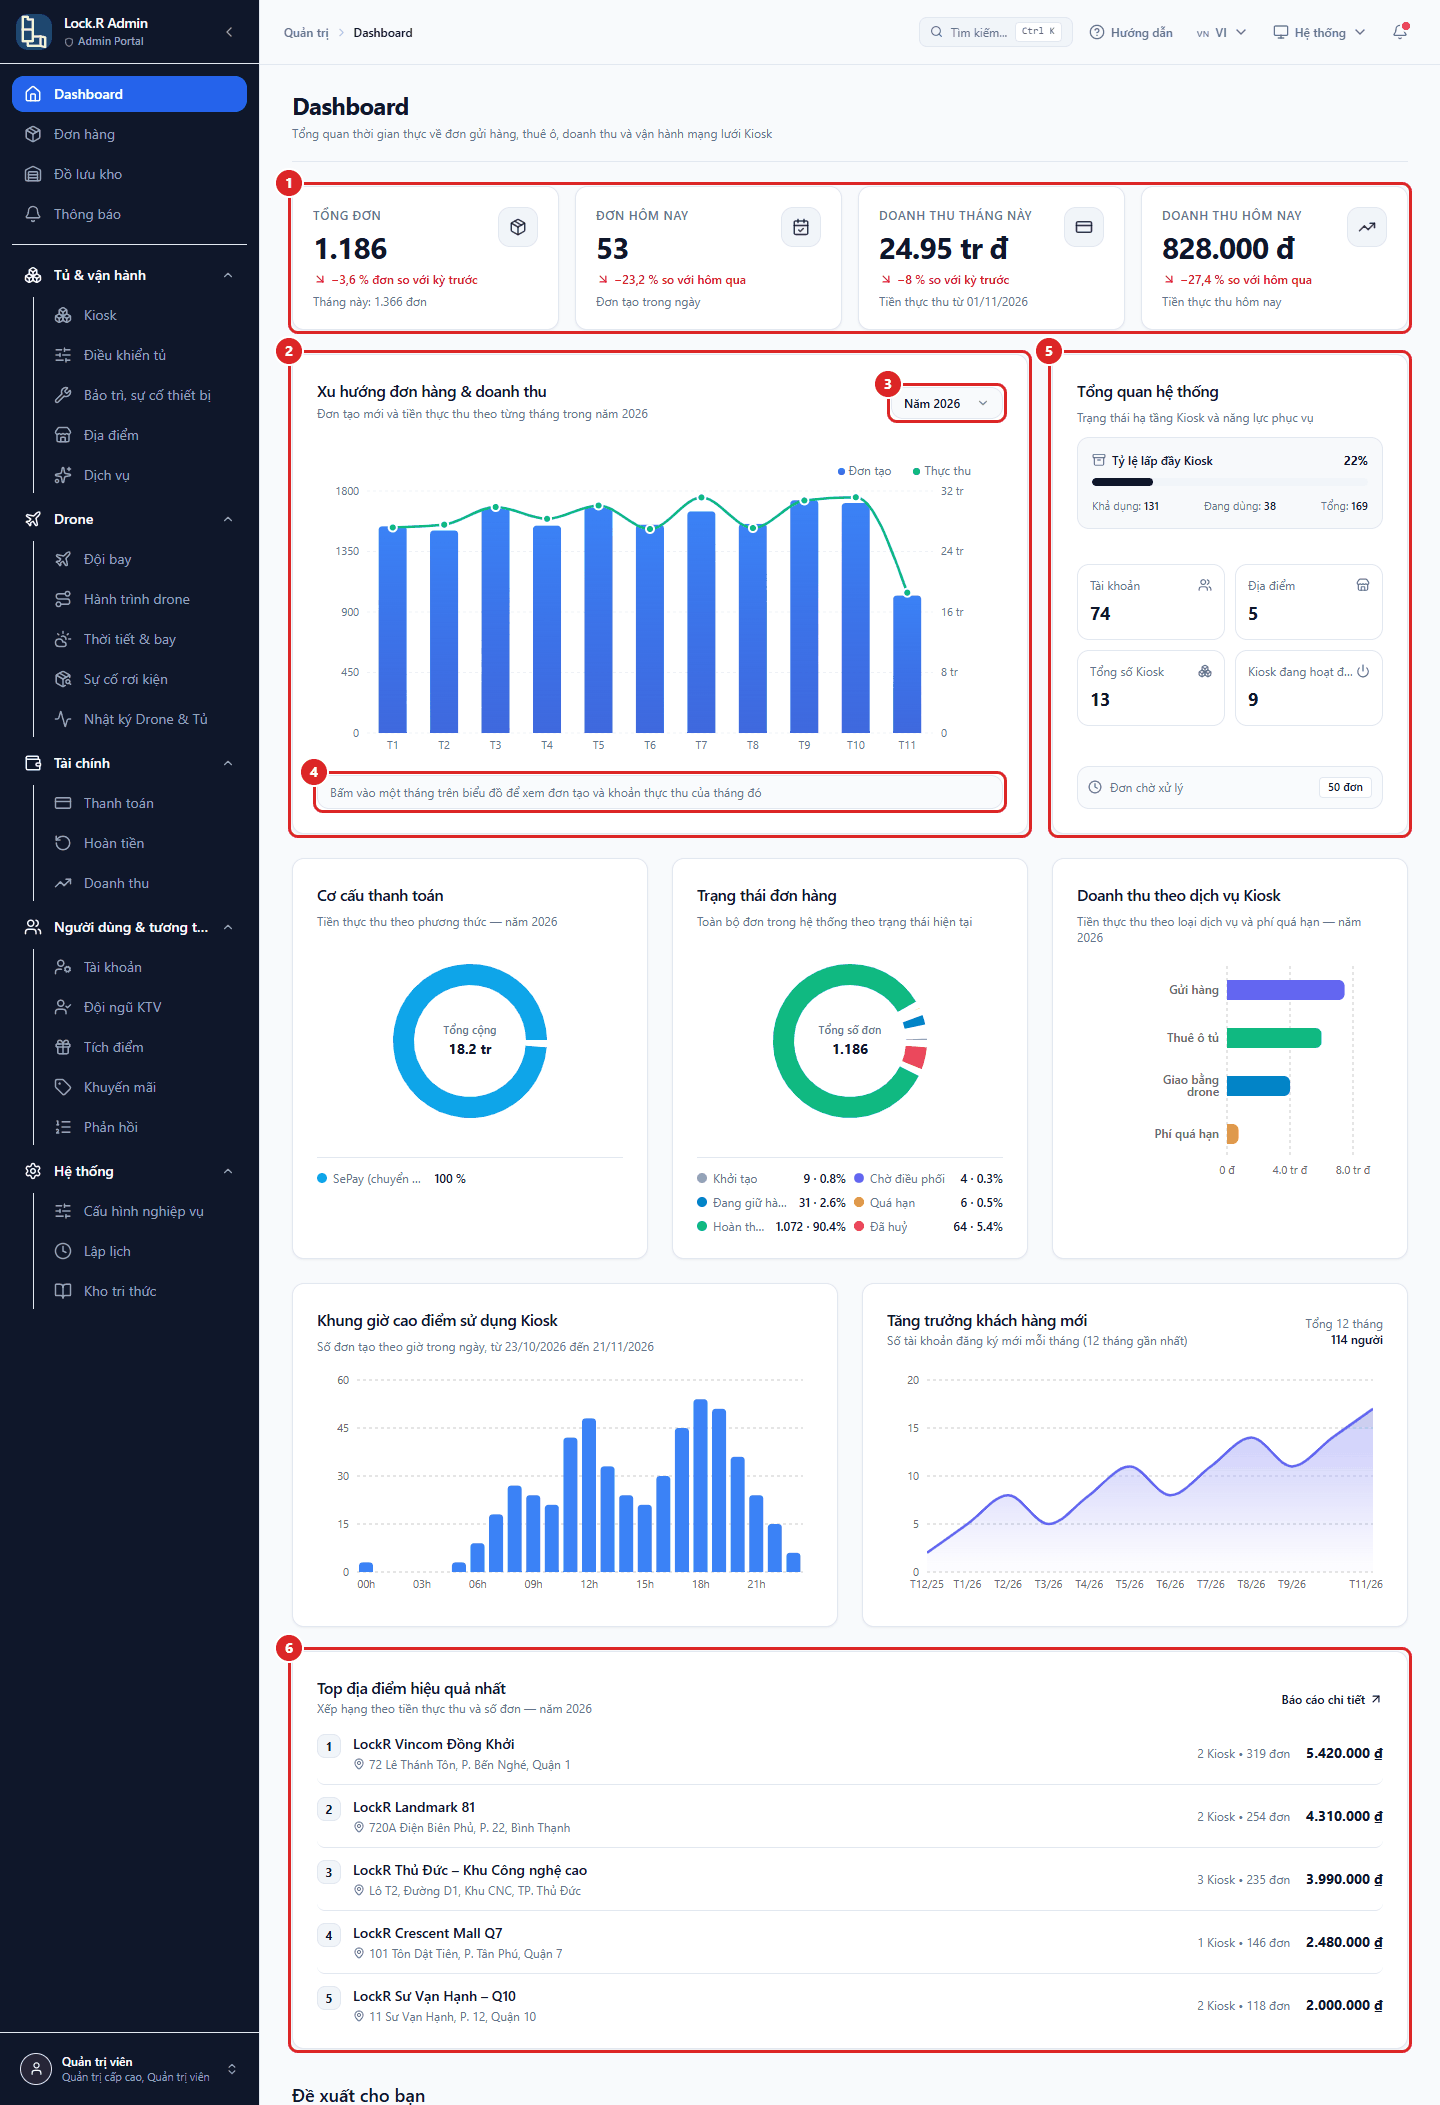 Lock.R Admin
Admin Portal
Dashboard
Đơn hàng
Đồ lưu kho
Thông báo
Tủ & vận hành
Kiosk
Điều khiển tủ
Bảo trì, sự cố thiết bị
Địa điểm
Dịch vụ
Drone
Đội bay
Hành trình drone
Thời tiết & bay
Sự cố rơi kiện
Nhật ký Drone & Tủ
Tài chính
Thanh toán
Hoàn tiền
Doanh thu
Người dùng & tương t...
Tài khoản
Đội ngũ KTV
Tích điểm
Khuyến mãi
Phản hồi
Hệ thống
Cấu hình nghiệp vụ
Lập lịch
Kho tri thức
Quản trị viên
Quản trị cấp cao, Quản trị viên
Quản trị > Dashboard
Tìm kiếm... Ctrl K
Hướng dẫn
VN VI
Hệ thống
Dashboard
Tổng quan thời gian thực về đơn gửi hàng, thuê ô, doanh thu và vận hành mạng lưới Kiosk
1
TỔNG ĐƠN
1.186
−3,6 % đơn so với kỳ trước
Tháng này: 1.366 đơn
ĐƠN HÔM NAY
53
−23,2 % so với hôm qua
Đơn tạo trong ngày
DOANH THU THÁNG NÀY
24.95 tr đ
−8 % so với kỳ trước
Tiền thực thu từ 01/11/2026
DOANH THU HÔM NAY
828.000 đ
−27,4 % so với hôm qua
Tiền thực thu hôm nay
2
Xu hướng đơn hàng & doanh thu
Đơn tạo mới và tiền thực thu theo từng tháng trong năm 2026
3
Năm 2026
Đơn tạo Thực thu
1800 32 tr
1350 24 tr
900 16 tr
450 8 tr
0 0
T1 T2 T3 T4 T5 T6 T7 T8 T9 T10 T11
4
Bấm vào một tháng trên biểu đồ để xem đơn tạo và khoản thực thu của tháng đó
5
Tổng quan hệ thống
Trạng thái hạ tầng Kiosk và năng lực phục vụ
Tỷ lệ lấp đầy Kiosk 22%
Khả dụng: 131 Đang dùng: 38 Tổng: 169
Tài khoản
74
Địa điểm
5
Tổng số Kiosk
13
Kiosk đang hoạt đ...
9
Đơn chờ xử lý 50 đơn
Cơ cấu thanh toán
Tiền thực thu theo phương thức — năm 2026
Tổng cộng
18.2 tr
SePay (chuyển ... 100 %
Trạng thái đơn hàng
Toàn bộ đơn trong hệ thống theo trạng thái hiện tại
Tổng số đơn
1.186
Khởi tạo 9 · 0.8% Chờ điều phối 4 · 0.3%
Đang giữ hà... 31 · 2.6% Quá hạn 6 · 0.5%
Hoàn th... 1.072 · 90.4% Đã huỷ 64 · 5.4%
Doanh thu theo dịch vụ Kiosk
Tiền thực thu theo loại dịch vụ và phí quá hạn — năm
2026
Gửi hàng
Thuê ô tủ
Giao bằng
drone
Phí quá hạn
0 đ 4.0 tr đ 8.0 tr đ
Khung giờ cao điểm sử dụng Kiosk
Số đơn tạo theo giờ trong ngày, từ 23/10/2026 đến 21/11/2026
60
45
30
15
0
00h 03h 06h 09h 12h 15h 18h 21h
Tăng trưởng khách hàng mới
Số tài khoản đăng ký mới mỗi tháng (12 tháng gần nhất)
Tổng 12 tháng
114 người
20
15
10
5
0
T12/25 T1/26 T2/26 T3/26 T4/26 T5/26 T6/26 T7/26 T8/26 T9/26 T11/26
6
Top địa điểm hiệu quả nhất
Xếp hạng theo tiền thực thu và số đơn — năm 2026
Báo cáo chi tiết
1 LockR Vincom Đồng Khởi
72 Lê Thánh Tôn, P. Bến Nghé, Quận 1
2 Kiosk • 319 đơn 5.420.000 ₫
2 LockR Landmark 81
720A Điện Biên Phủ, P. 22, Bình Thạnh
2 Kiosk • 254 đơn 4.310.000 ₫
3 LockR Thủ Đức – Khu Công nghệ cao
Lô T2, Đường D1, Khu CNC, TP. Thủ Đức
3 Kiosk • 235 đơn 3.990.000 ₫
4 LockR Crescent Mall Q7
101 Tôn Dật Tiên, P. Tân Phú, Quận 7
1 Kiosk • 146 đơn 2.480.000 ₫
5 LockR Sư Vạn Hạnh – Q10
11 Sư Vạn Hạnh, P. 12, Quận 10
2 Kiosk • 118 đơn 2.000.000 ₫
Đề xuất cho bạn